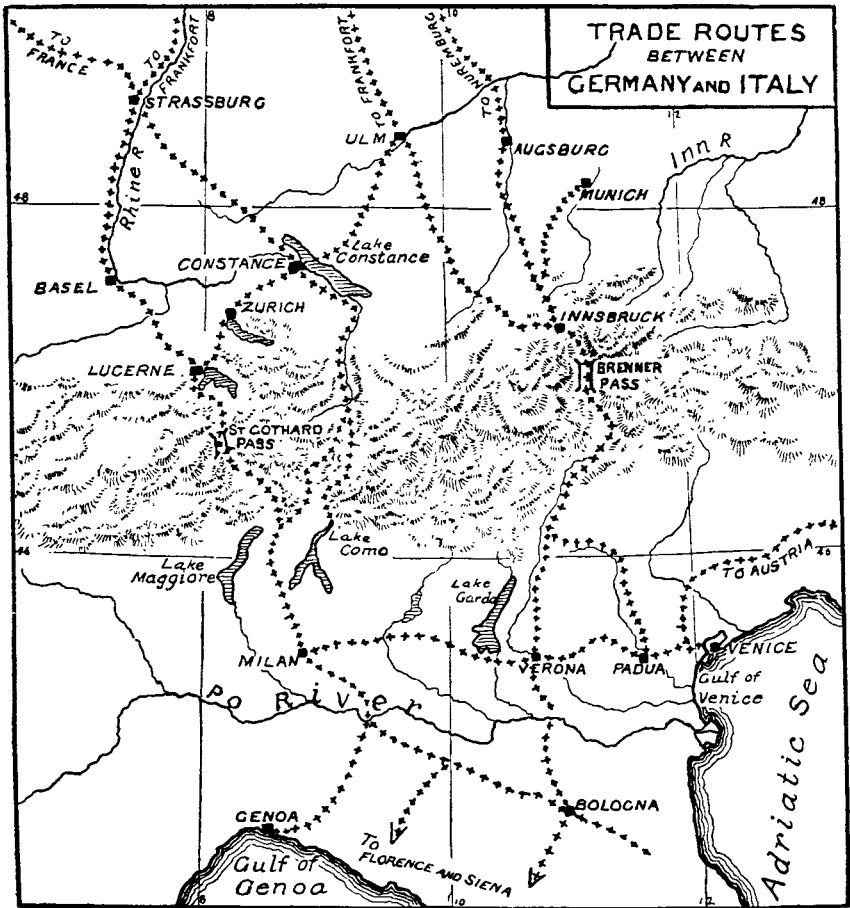 TRADE ROUTES
BETWEEN
GERMANY AND ITALY
8
10
TO
FRANCE
TO
FRANKFORT
TO FRANKFORT
TO
NUREMBURG
STRASSBURG
ULM
AUGSBURG
12
Inn R
MUNICH
Rhine R
48
48
CONSTANCE
Lake
Constance
BASEL
ZURICH
INNSBRUCK
LUCERNE
BRENNER
PASS
ST GOTHARD
PASS
46
46
Lake
Maggiore
Lake
Como
Lake
Garda
TO AUSTRIA
MILAN
VERONA
PADUA
VENICE
Gulf of
Venice
Po River
Adriatic Sea
GENOA
BOLOGNA
TO
FLORENCE AND SIENA
Gulf of
Genoa
8
10
12